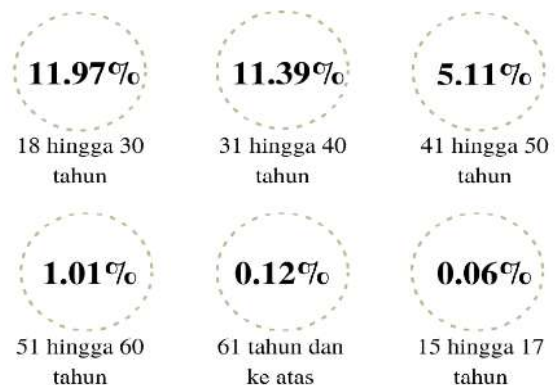 11.97%
18 hingga 30
tahun
11.39%
31 hingga 40
tahun
5.11%
41 hingga 50
tahun
1.01%
51 hingga 60
tahun
0.12%
61 tahun dan
ke atas
0.06%
15 hingga 17
tahun